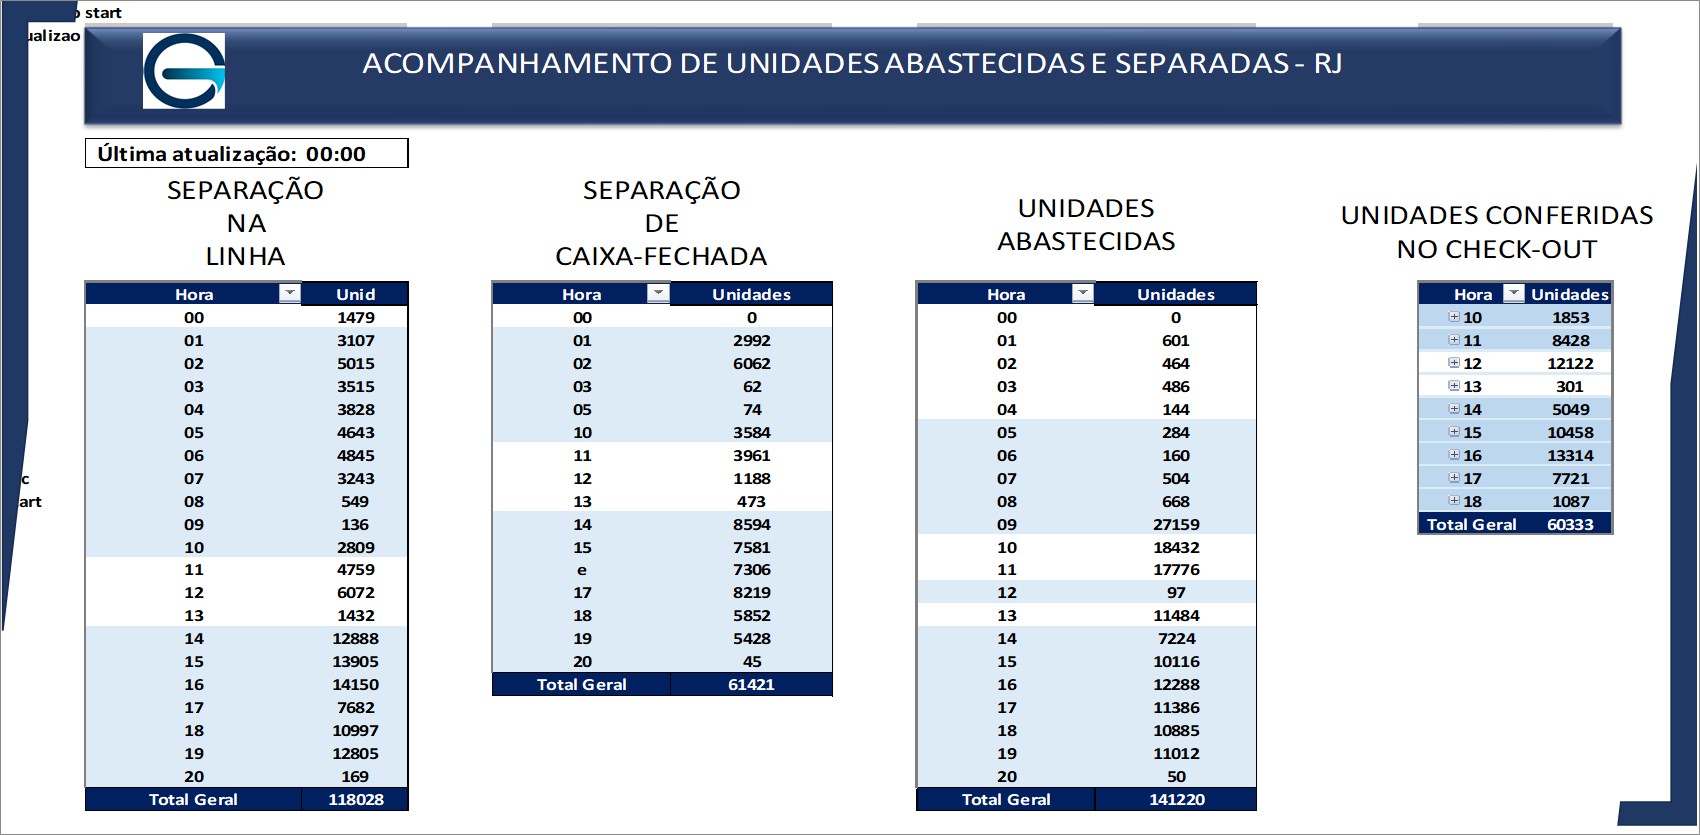 start
ualizao
ACOMPANHAMENTO DE UNIDADES ABASTECIDAS E SEPARADAS - RJ
Última atualização: 00:00
SEPARAÇÃO
NA
LINHA
Hora Unid
00 1479
01 3107
02 5015
03 3515
04 3828
05 4643
06 4845
07 3243
08 549
09 136
10 2809
11 4759
12 6072
13 1432
14 12888
15 13905
16 14150
17 7682
18 10997
19 12805
20 169
Total Geral 118028
SEPARAÇÃO
DE
CAIXA-FECHADA
Hora Unidades
00 0
01 2992
02 6062
03 62
05 74
10 3584
11 3961
12 1188
13 473
14 8594
15 7581
e 7306
17 8219
18 5852
19 5428
20 45
Total Geral 61421
UNIDADES
ABASTECIDAS
Hora Unidades
00 0
01 601
02 464
03 486
04 144
05 284
06 160
07 504
08 668
09 27159
10 18432
11 17776
12 97
13 11484
14 7224
15 10116
16 12288
17 11386
18 10885
19 11012
20 50
Total Geral 141220
UNIDADES CONFERIDAS
NO CHECK-OUT
Hora Unidades
10 1853
11 8428
12 12122
13 301
14 5049
15 10458
16 13314
17 7721
18 1087
Total Geral 60333
c
art